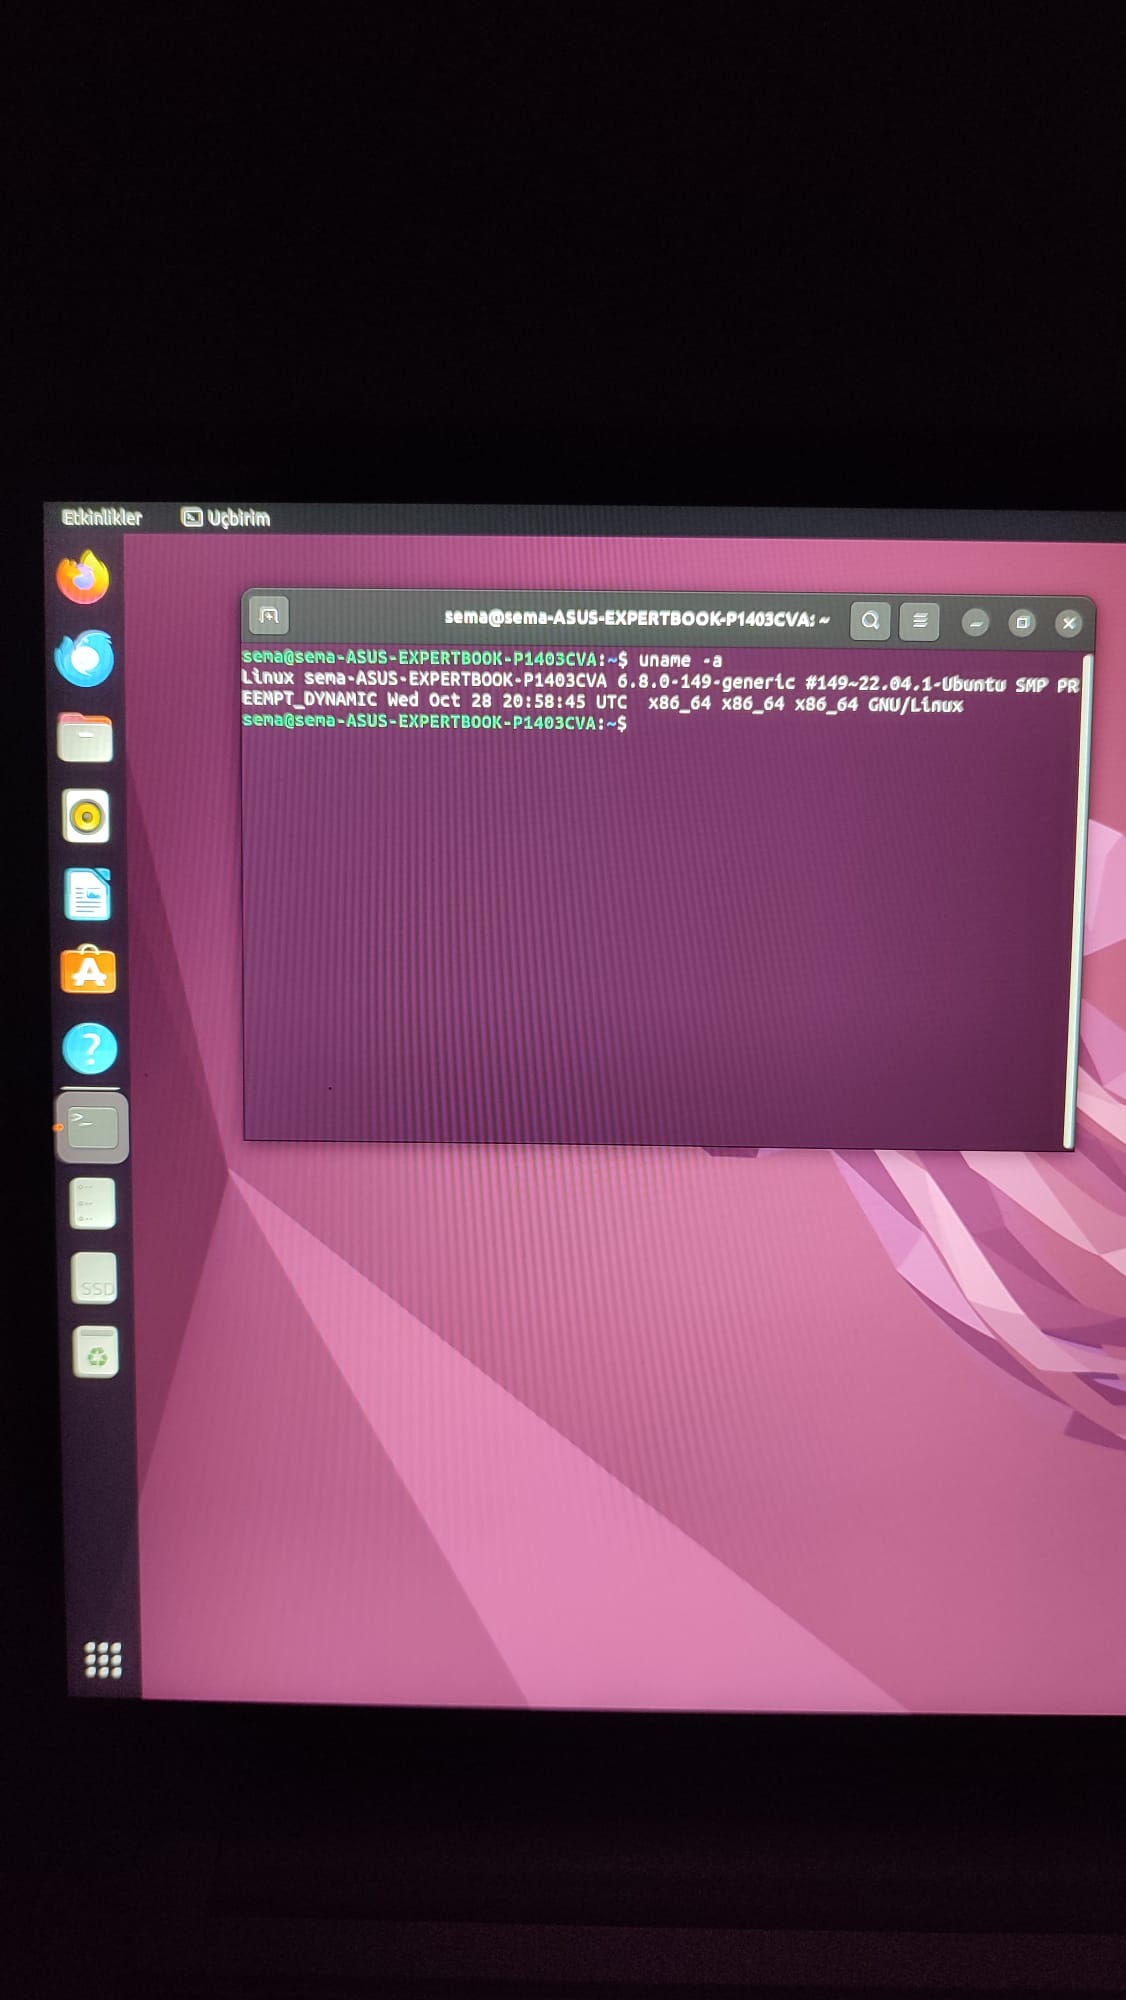 Etkinlikler
Uçbirim
sema@sema-ASUS-EXPERTBOOK-P1403CVA: ~
sema@sema-ASUS-EXPERTBOOK-P1403CVA:~$ uname -a
Linux sema-ASUS-EXPERTBOOK-P1403CVA 6.8.0-149-generic #149~22.04.1-Ubuntu SMP PR
EEMPT_DYNAMIC Wed Oct 28 20:58:45 UTC  x86_64 x86_64 x86_64 GNU/Linux
sema@sema-ASUS-EXPERTBOOK-P1403CVA:~$
SSD